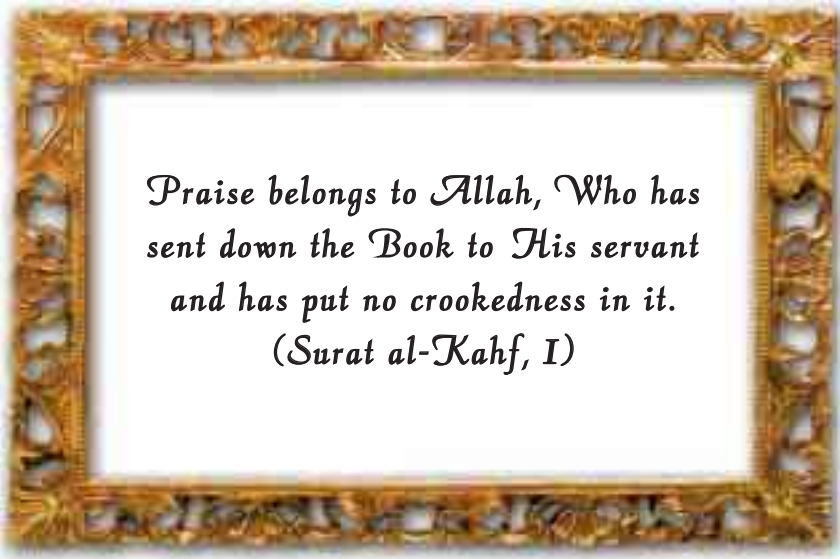 Praise belongs to Allah, Who has
sent down the Book to His servant
and has put no crookedness in it.
(Surat al-Kahf, 1)